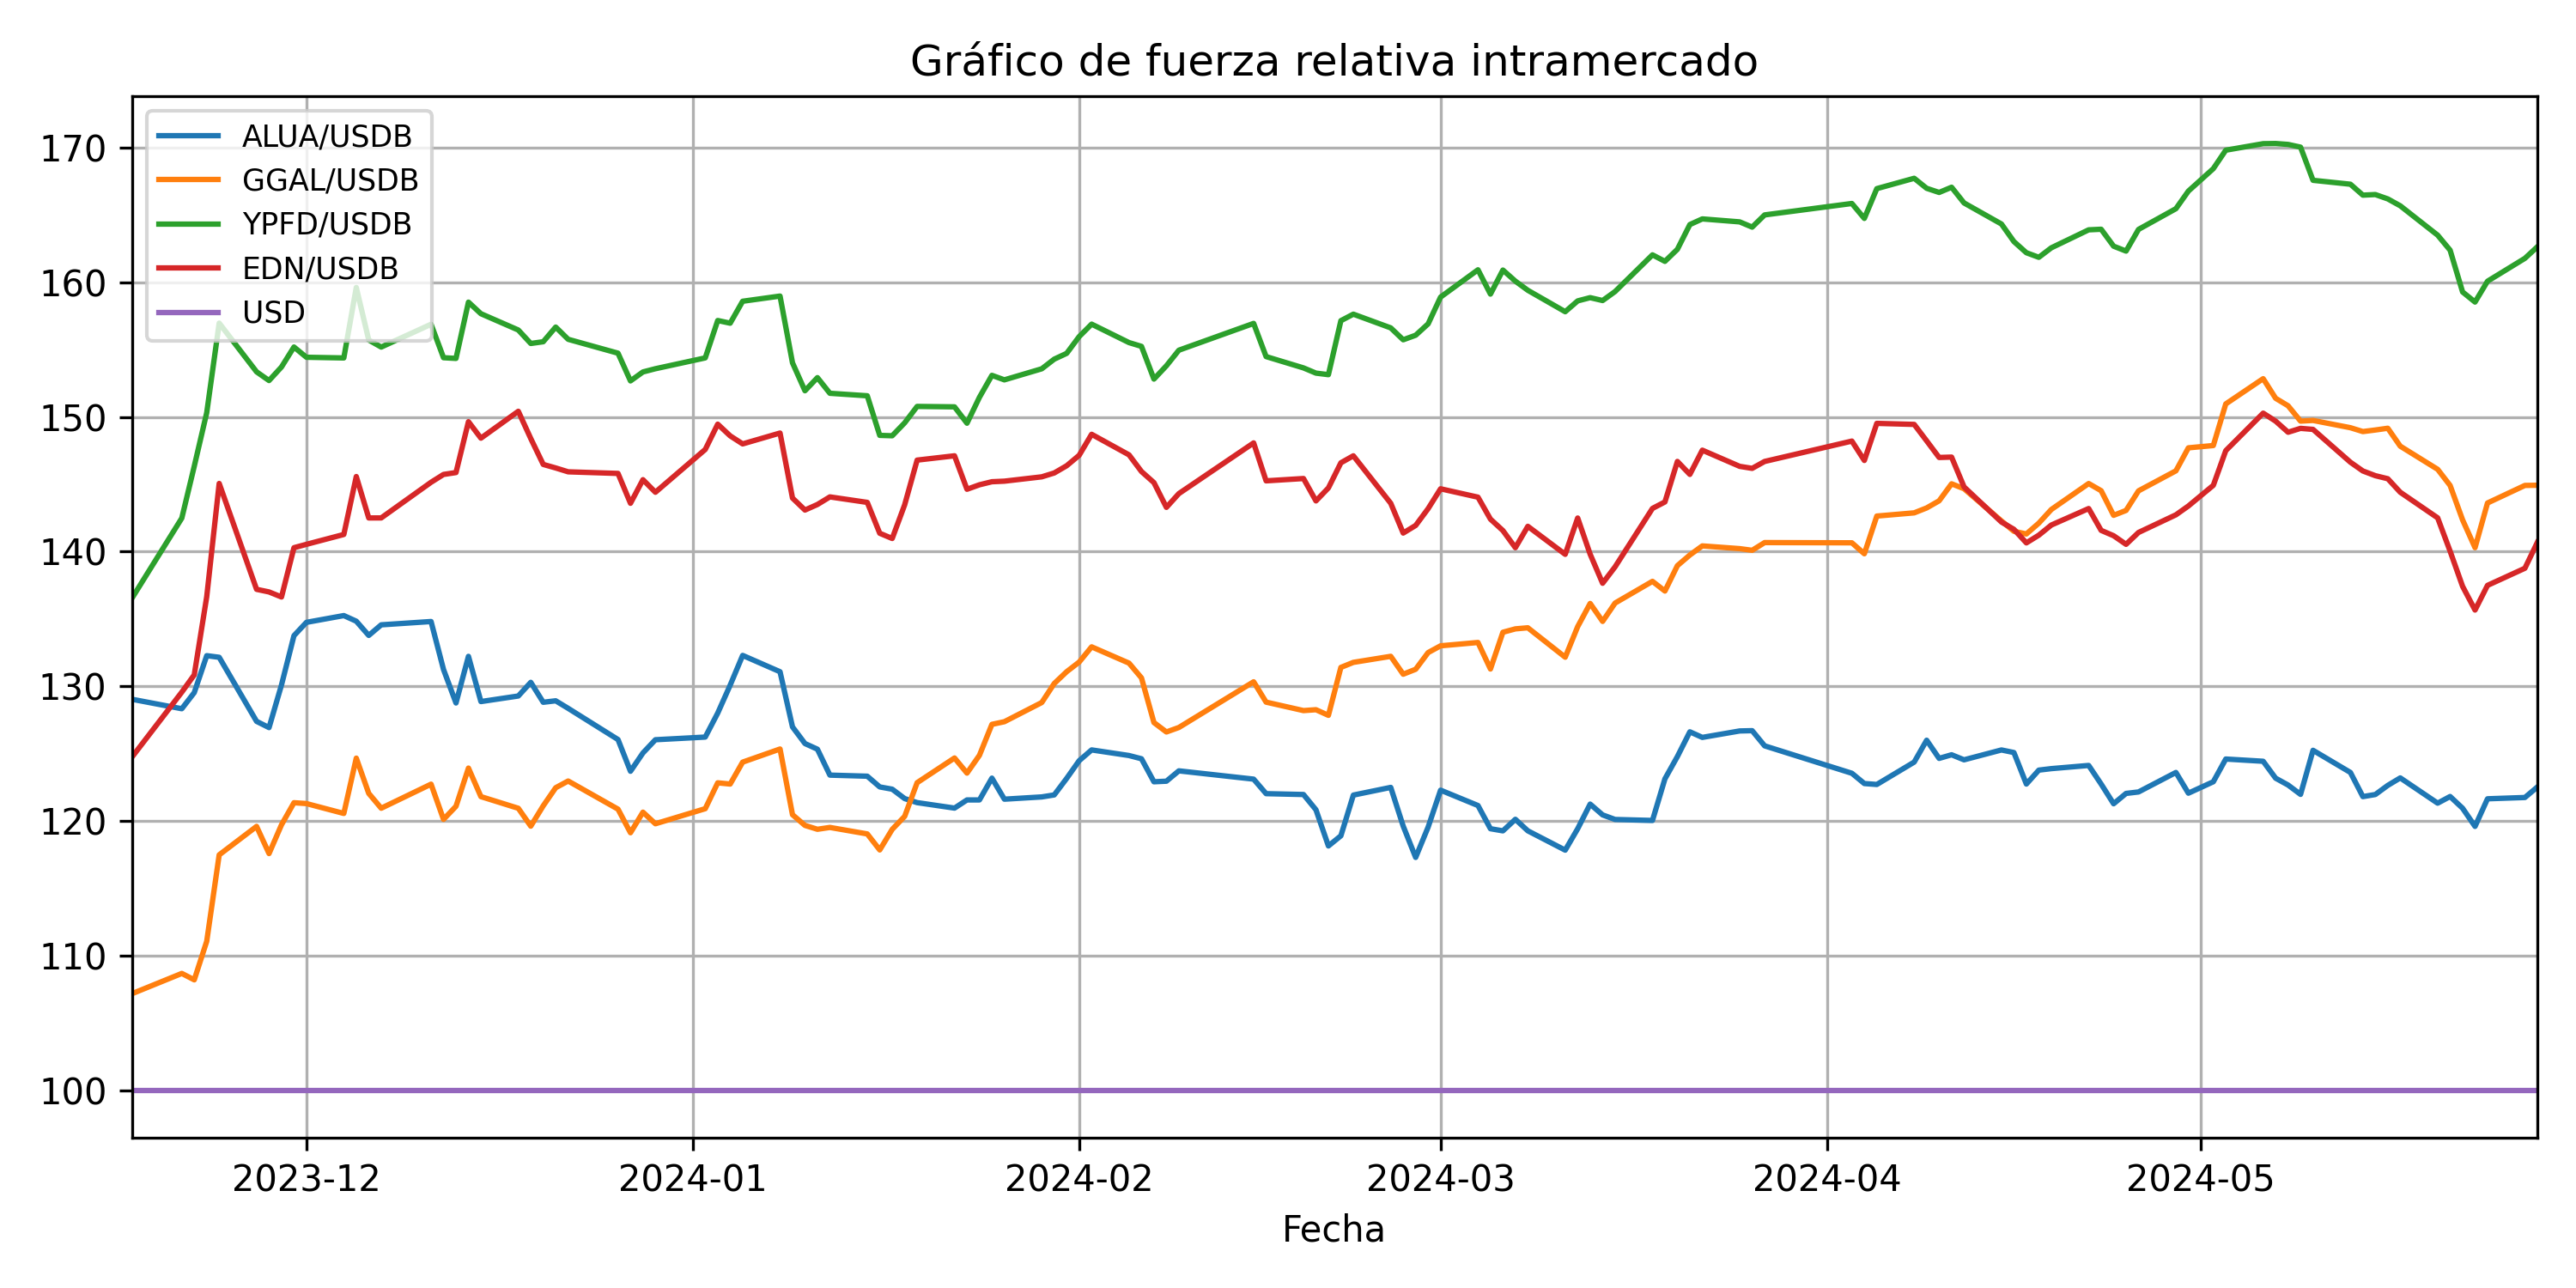 Gráfico de fuerza relativa intramercado
ALUA/USDB
GGAL/USDB
YPFD/USDB
EDN/USDB
USD
170
160
150
140
130
120
110
100
2023-12
2024-01
2024-02
2024-03
2024-04
2024-05
Fecha